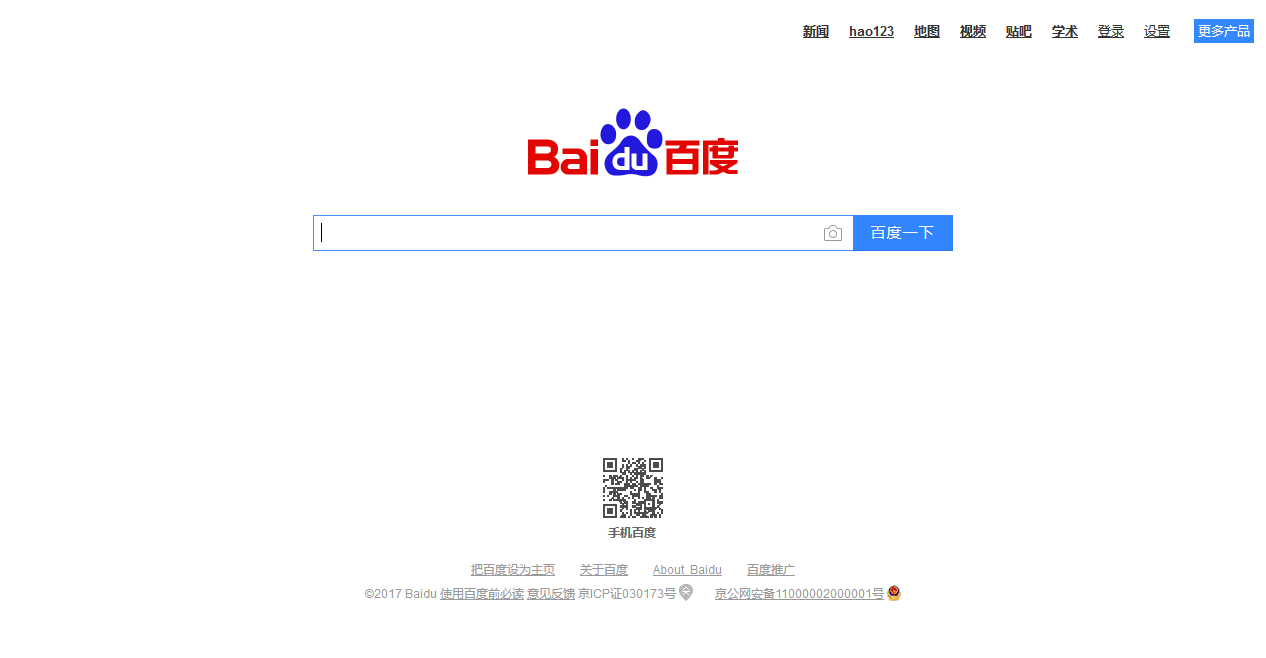 新闻 hao123 地图 视频 贴吧 学术 登录 设置 更多产品
Bai du 百度
百度一下
手机百度
把百度设为主页 关于百度 About Baidu 百度推广
©2017 Baidu 使用百度前必读 意见反馈 京ICP证030173号 京公网安备11000002000001号